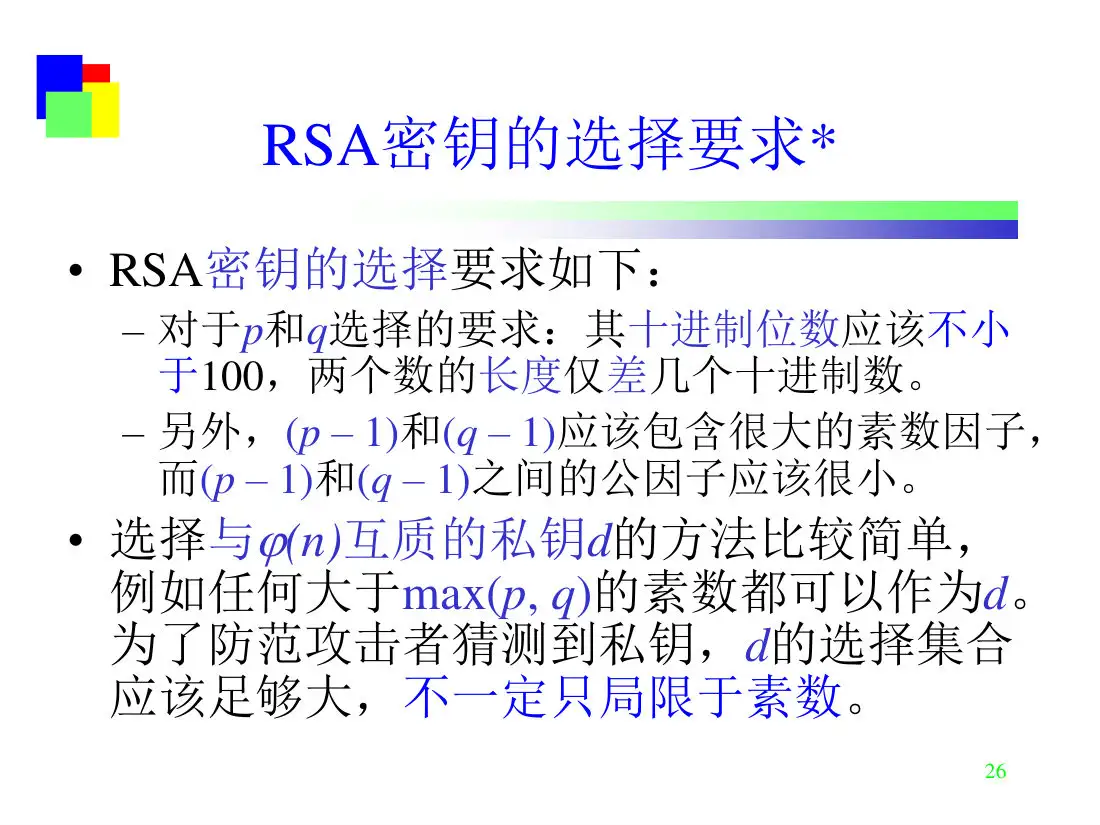 RSA密钥的选择要求*
• RSA密钥的选择要求如下：
– 对于p和q选择的要求：其十进制位数应该不小
于100，两个数的长度仅差几个十进制数。
– 另外，(p – 1)和(q – 1)应该包含很大的素数因子，
而(p – 1)和(q – 1)之间的公因子应该很小。
• 选择与φ(n)互质的私钥d的方法比较简单，
例如任何大于max(p, q)的素数都可以作为d。
为了防范攻击者猜测到私钥，d的选择集合
应该足够大，不一定只局限于素数。
26